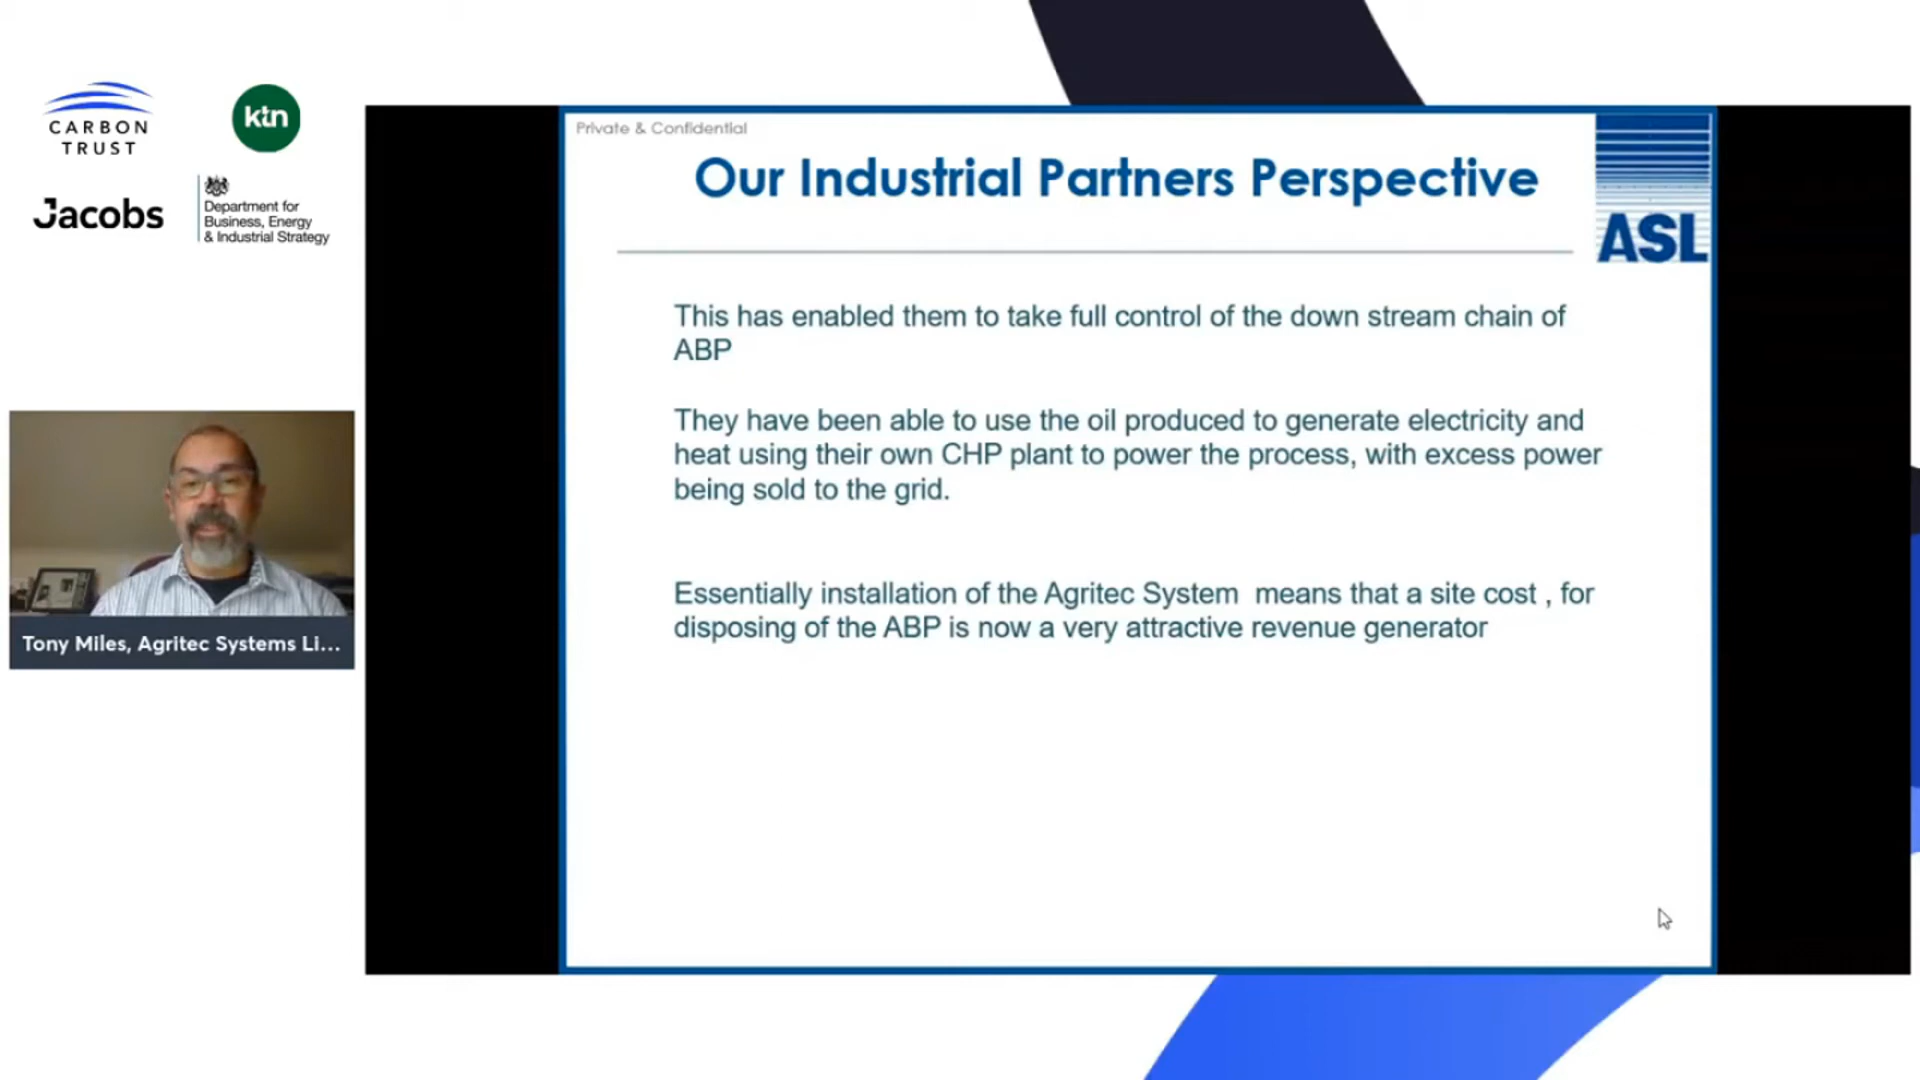 CARBON
TRUST
ktn
Jacobs
Department for
Business, Energy
& Industrial Strategy
Tony Miles, Agritec Systems Li...
Private & Confidential
Our Industrial Partners Perspective
ASL
This has enabled them to take full control of the down stream chain of
ABP
They have been able to use the oil produced to generate electricity and
heat using their own CHP plant to power the process, with excess power
being sold to the grid.
Essentially installation of the Agritec System  means that a site cost , for
disposing of the ABP is now a very attractive revenue generator